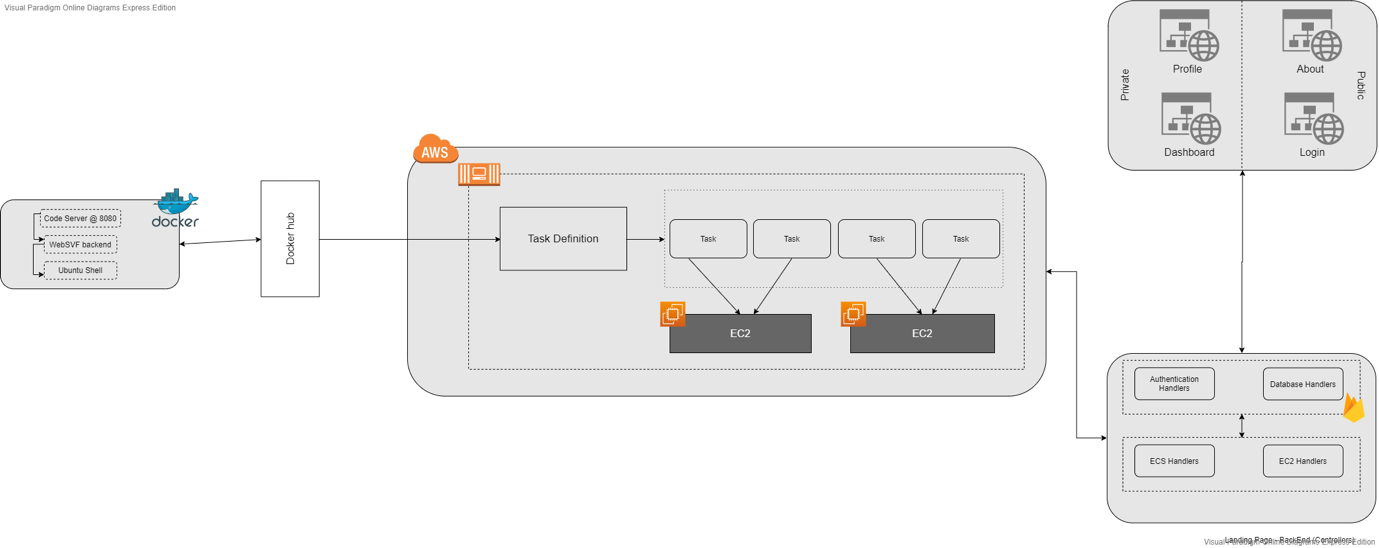 Visual Paradigm Online Diagrams Express Edition
Private
Profile
About
Public
Dashboard
Login
AWS
docker
Code Server @ 8080
WebSVF backend
Ubuntu Shell
Docker hub
Task Definition
Task
Task
Task
Task
EC2
EC2
Authentication
Handlers
Database Handlers
ECS Handlers
EC2 Handlers
Landing Page - BackEnd (Controllers)
Visual Paradigm Online Diagrams Express Edition